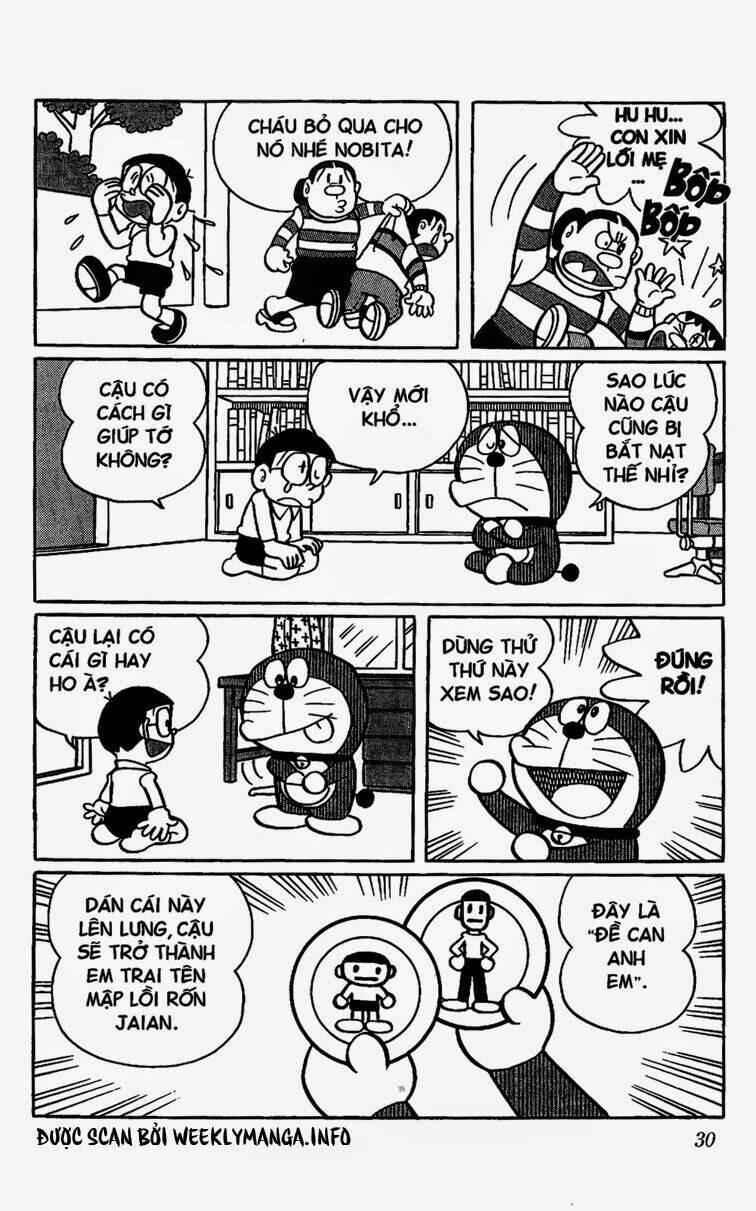 HU HU...
CON XIN
LỖI MẸ
...
BỐP
BỐP
CHÁU BỎ QUA CHO
NÓ NHÉ NOBITA!
SAO LÚC
NÀO CẬU
CŨNG BỊ
BẮT NẠT
THẾ NHỈ?
VẬY MỚI
KHỔ...
CẬU CÓ
CÁCH GÌ
GIÚP TỚ
KHÔNG?
ĐÚNG
RỒI!
DÙNG THỬ
THỨ NÀY
XEM SAO!
CẬU LẠI CÓ
CÁI GÌ HAY
HO À?
ĐÂY LÀ
"ĐỀ CAN
ANH
EM".
DÁN CÁI NÀY
LÊN LƯNG, CẬU
SẼ TRỞ THÀNH
EM TRAI TÊN
MẬP LỒI RỐN
JAIAN.
ĐƯỢC SCAN BỞI WEEKLYMANGA.INFO
30